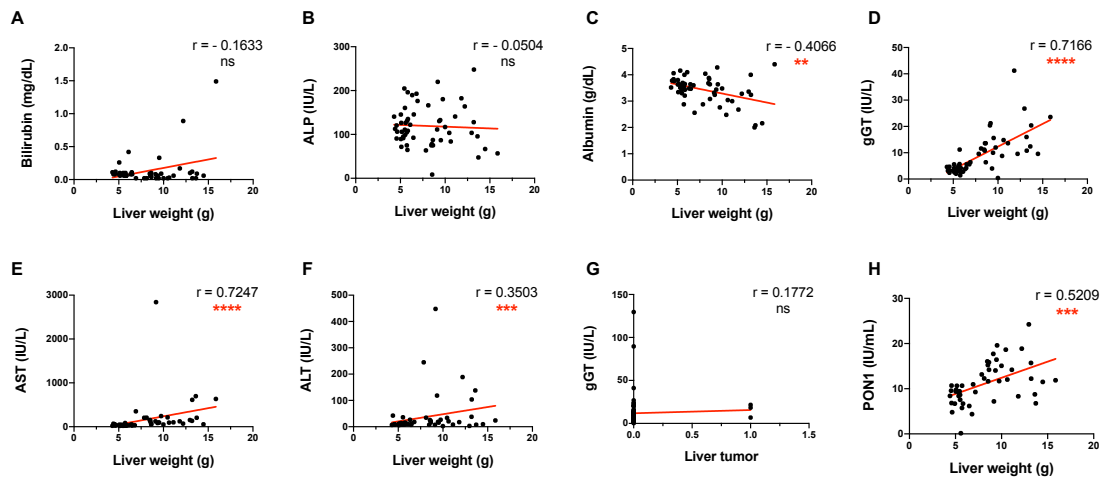 A
r = - 0.1633
ns
Bilirubin (mg/dL)
2.0
1.5
1.0
0.5
0.0
0 5 10 15 20
Liver weight (g)
B
r = - 0.0504
ns
ALP (IU/L)
300
200
100
0
0 5 10 15 20
Liver weight (g)
C
r = - 0.4066
**
Albumin (g/dL)
5
4
3
2
1
0
0 5 10 15 20
Liver weight (g)
D
r = 0.7166
****
gGT (IU/L)
50
40
30
20
10
0
0 5 10 15 20
Liver weight (g)
E
r = 0.7247
****
AST (IU/L)
3000
2000
1000
0
0 5 10 15 20
Liver weight (g)
F
r = 0.3503
***
ALT (IU/L)
500
400
300
200
100
0
0 5 10 15 20
Liver weight (g)
G
r = 0.1772
ns
gGT (IU/L)
150
100
50
25
0
0.0 0.5 1.0 1.5
Liver tumor
H
r = 0.5209
***
PON1 (IU/mL)
30
20
10
0
0 5 10 15 20
Liver weight (g)